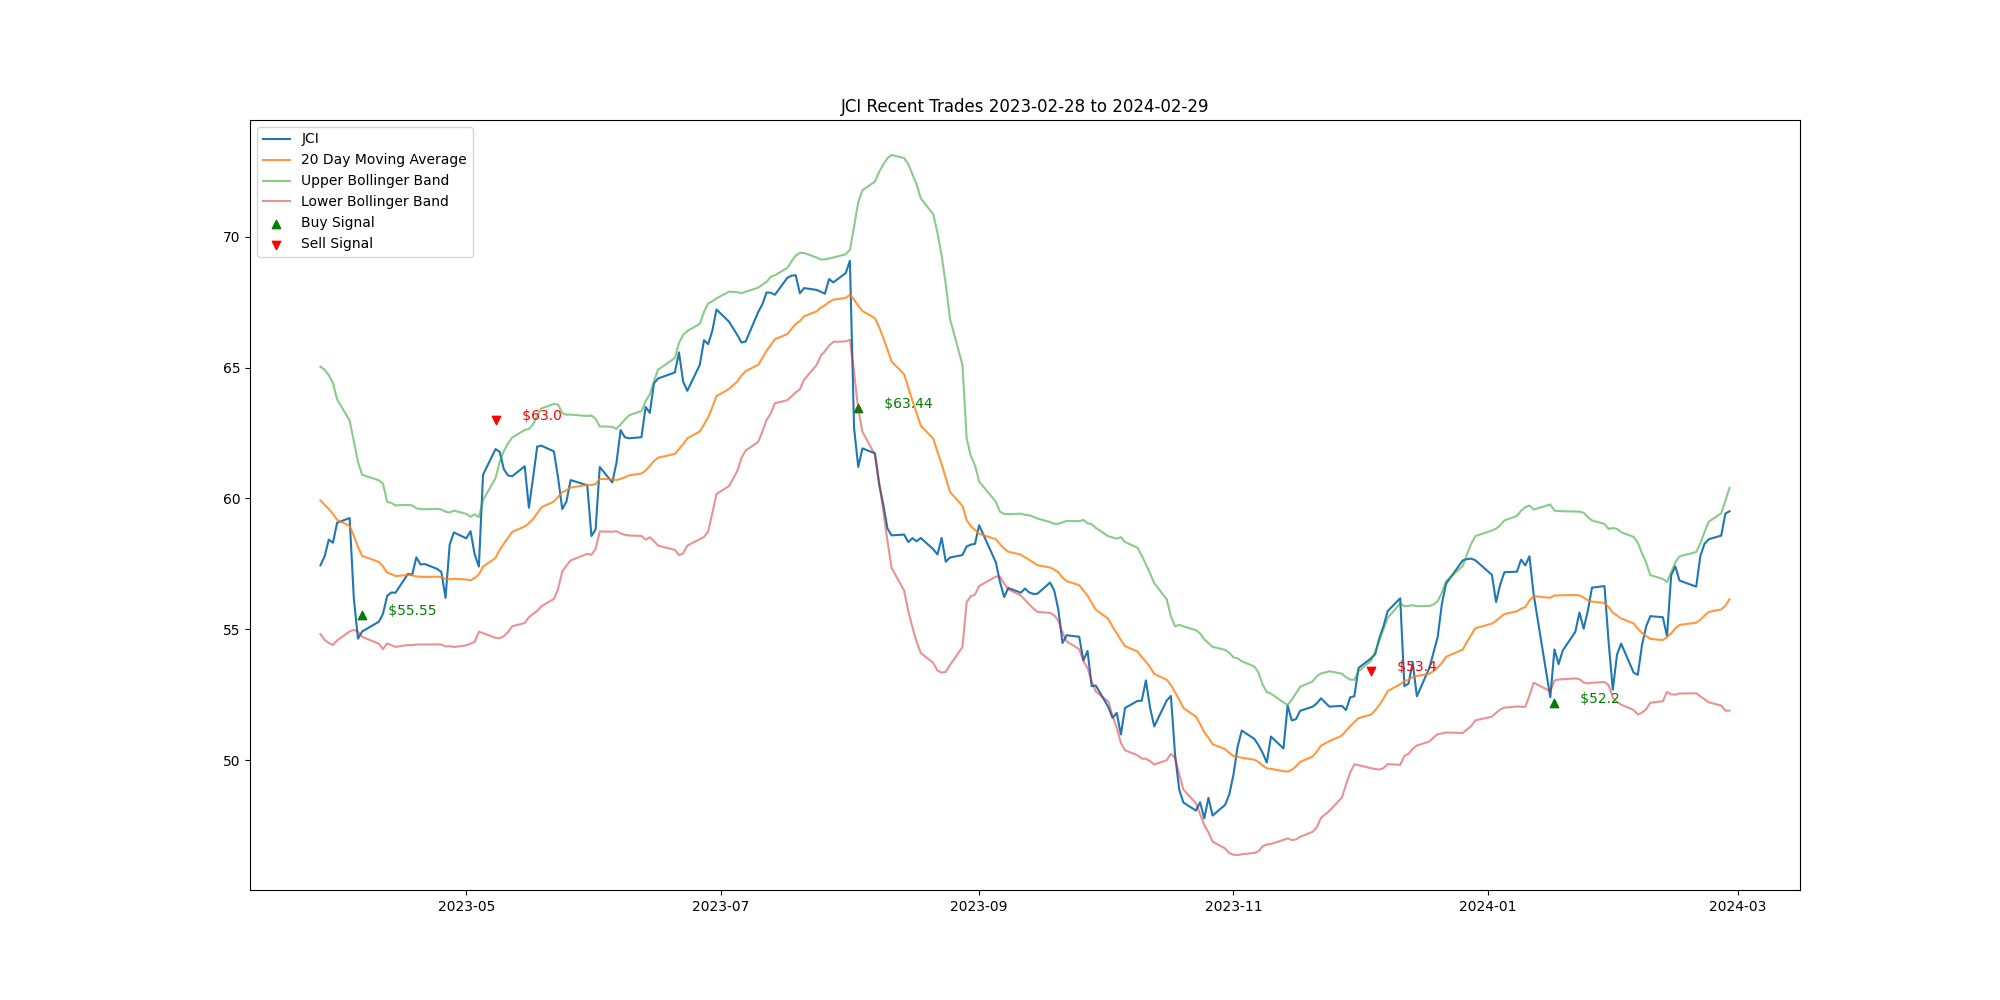 JCI Recent Trades 2023-02-28 to 2024-02-29
JCI
20 Day Moving Average
Upper Bollinger Band
Lower Bollinger Band
Buy Signal
Sell Signal
70
65
60
55
50
$63.0
$63.44
$55.55
$53.4
$52.2
2023-05
2023-07
2023-09
2023-11
2024-01
2024-03